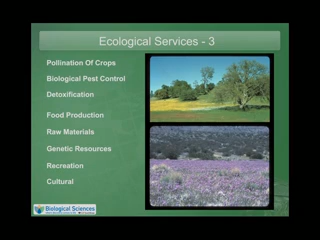 Ecological Services - 3
Pollination Of Crops
Biological Pest Control
Detoxification
Food Production
Raw Materials
Genetic Resources
Recreation
Cultural
Biological Sciences